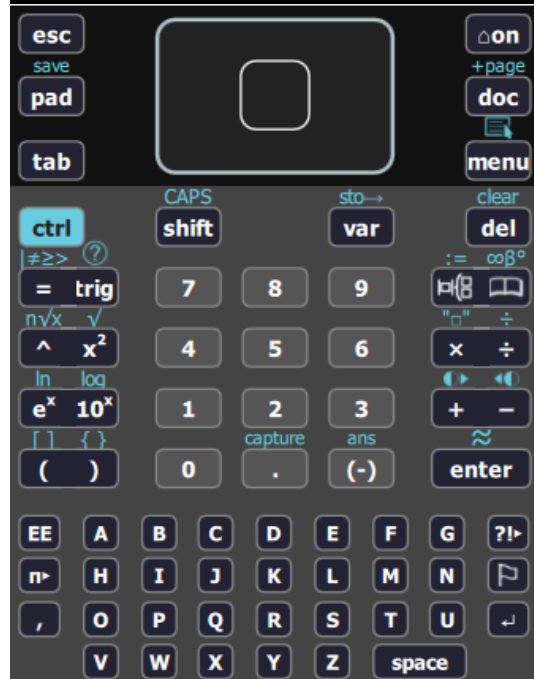 esc ⌂on
save +page
pad doc
tab menu
CAPS sto→ clear
ctrl shift var del
|≠≥> ? := ∞β°
= trig 7 8 9
n√x √ "□" ÷
^ x² 4 5 6 × ÷
ln log
eˣ 10ˣ 1 2 3 + −
[ ] { } capture ans ≈
( ) 0 . (-) enter
EE A B C D E F G ?!▸
π▸ H I J K L M N
, O P Q R S T U ↵
V W X Y Z space